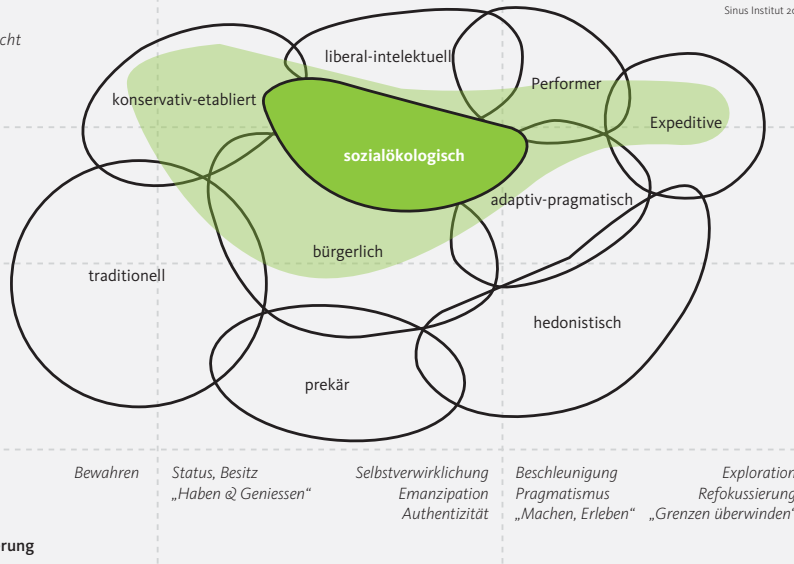 Sinus Institut 20
cht
liberal-intelektuell
Performer
konservativ-etabliert
Expeditive
sozialökologisch
adaptiv-pragmatisch
bürgerlich
traditionell
hedonistisch
prekär
Bewahren
Status, Besitz
„Haben & Geniessen“
Selbstverwirklichung
Emanzipation
Authentizität
Beschleunigung
Pragmatismus
„Machen, Erleben“
Exploration
Refokussierung
„Grenzen überwinden“
rung